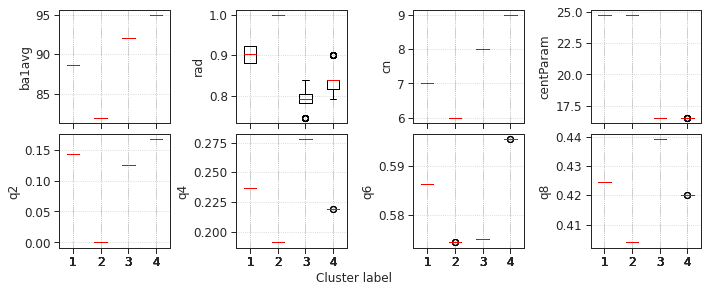 ba1avg
95
90
85
rad
1.0
0.9
0.8
cn
9
8
7
6
centParam
25.0
22.5
20.0
17.5
q2
0.15
0.10
0.05
0.00
1 2 3 4
q4
0.275
0.250
0.225
0.200
1 2 3 4
q6
0.59
0.58
1 2 3 4
q8
0.44
0.43
0.42
0.41
1 2 3 4
Cluster label